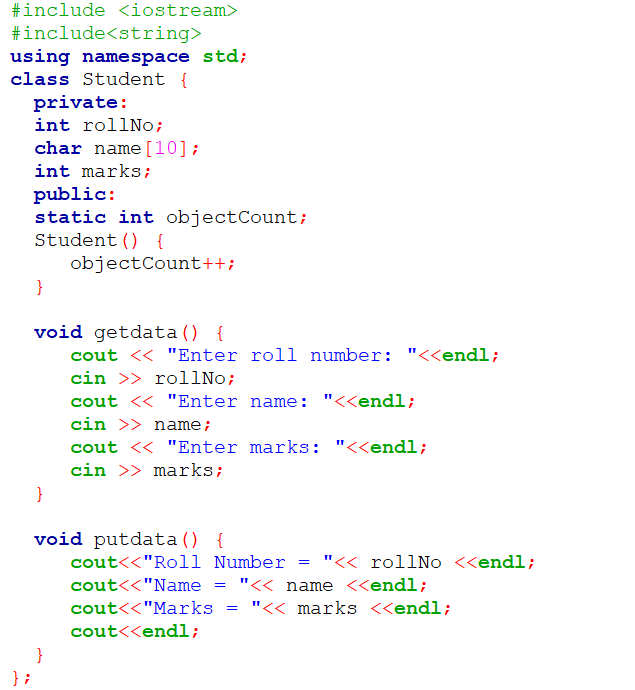 #include <iostream>
#include<string>
using namespace std;
class Student {
  private:
  int rollNo;
  char name[10];
  int marks;
  public:
  static int objectCount;
  Student() {
     objectCount++;
  }

  void getdata() {
     cout << "Enter roll number: "<<endl;
     cin >> rollNo;
     cout << "Enter name: "<<endl;
     cin >> name;
     cout << "Enter marks: "<<endl;
     cin >> marks;
  }

  void putdata() {
     cout<<"Roll Number = "<< rollNo <<endl;
     cout<<"Name = "<< name <<endl;
     cout<<"Marks = "<< marks <<endl;
     cout<<endl;
  }
};